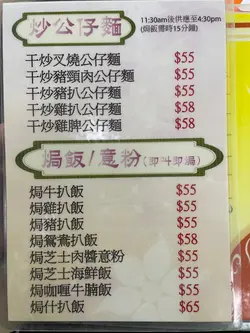 炒公仔麵
11:30am後供應至4:30pm
(焗飯需時15分鐘)
干炒叉燒公仔麵 $55
干炒豬頸肉公仔麵 $55
干炒豬扒公仔麵 $55
干炒雞扒公仔麵 $58
干炒雞脾公仔麵 $58
焗飯/意粉(即叫即焗)
焗牛扒飯 $55
焗雞扒飯 $55
焗豬扒飯 $55
焗鴛鴦扒飯 $58
焗芝士肉醬意粉 $55
焗芝士海鮮飯 $55
焗咖喱牛腩飯 $55
焗什扒飯 $65